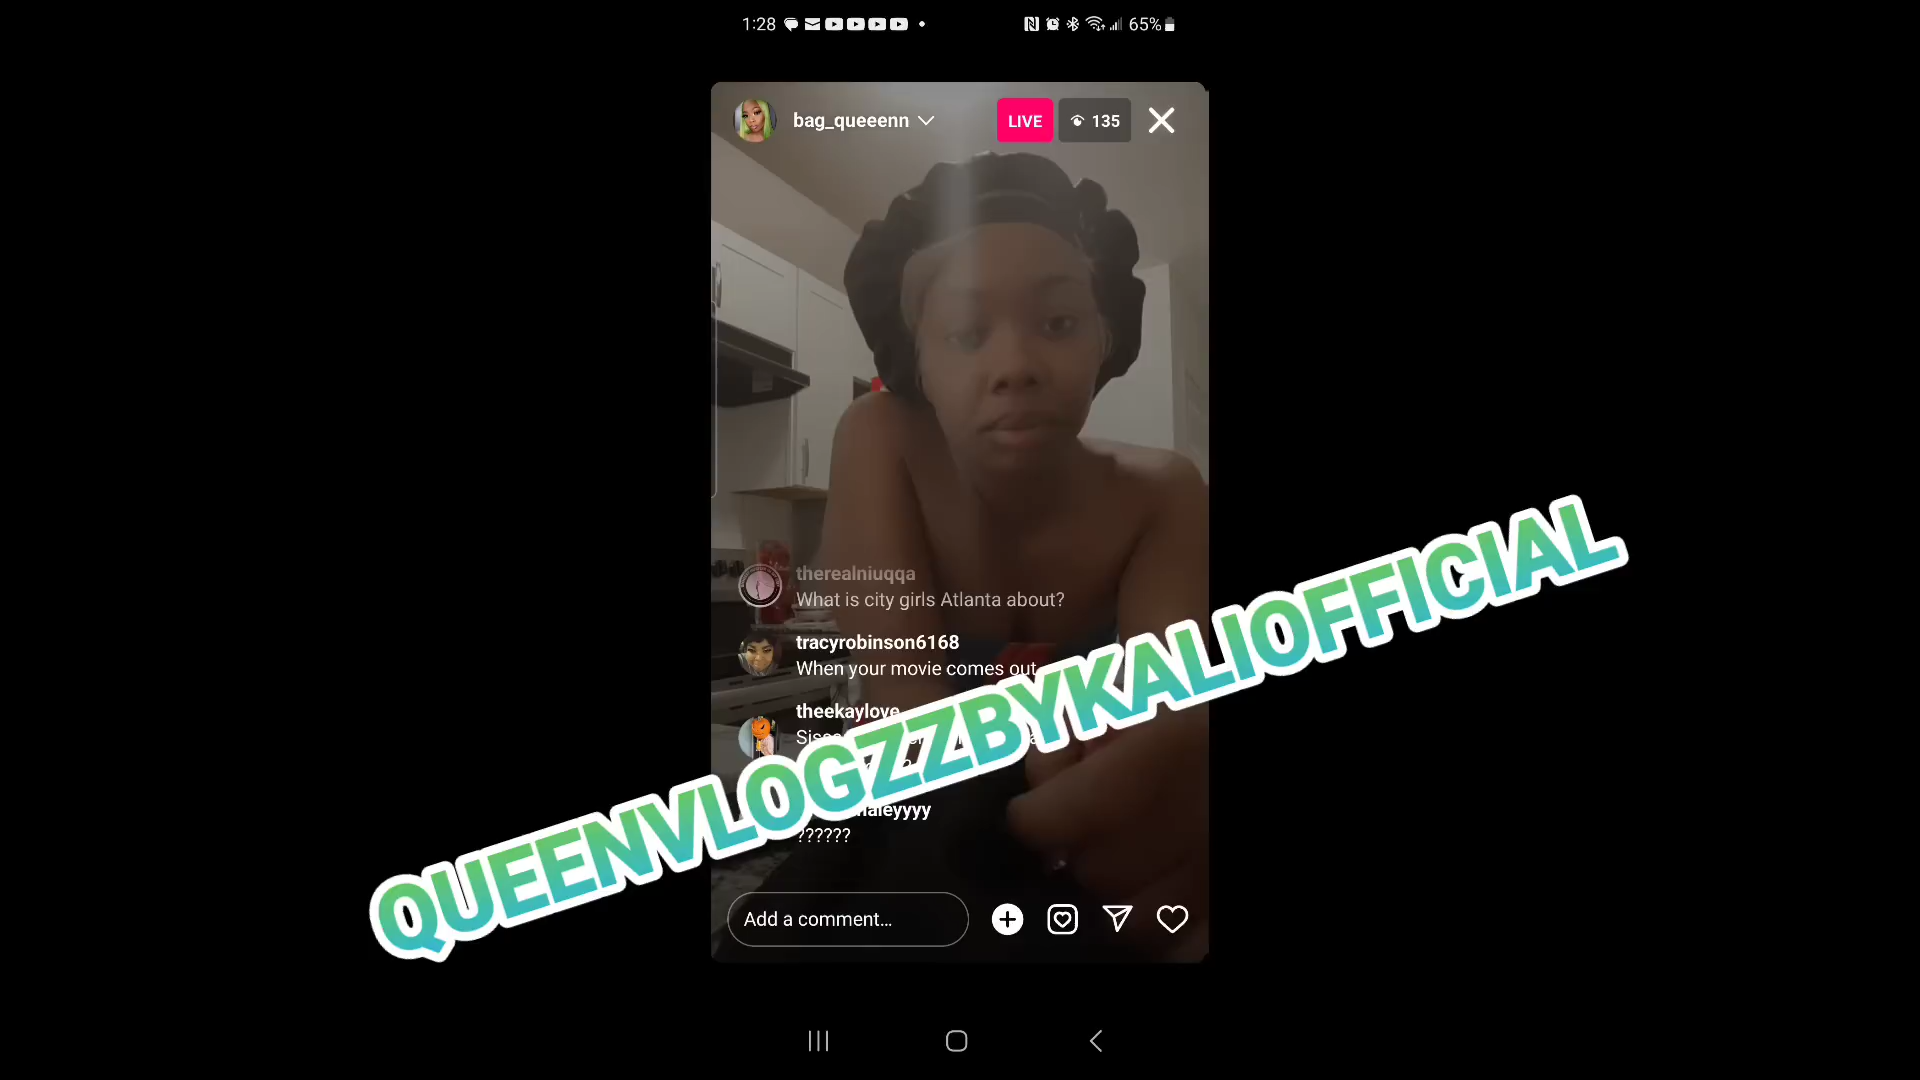 1:28
65%
bag_queeenn
LIVE
135
therealniuqqa
What is city girls Atlanta about?
tracyrobinson6168
When your movie comes out
theekaylove
??????
Add a comment...
QUEENVLOGZZBYKALIOFFICIAL